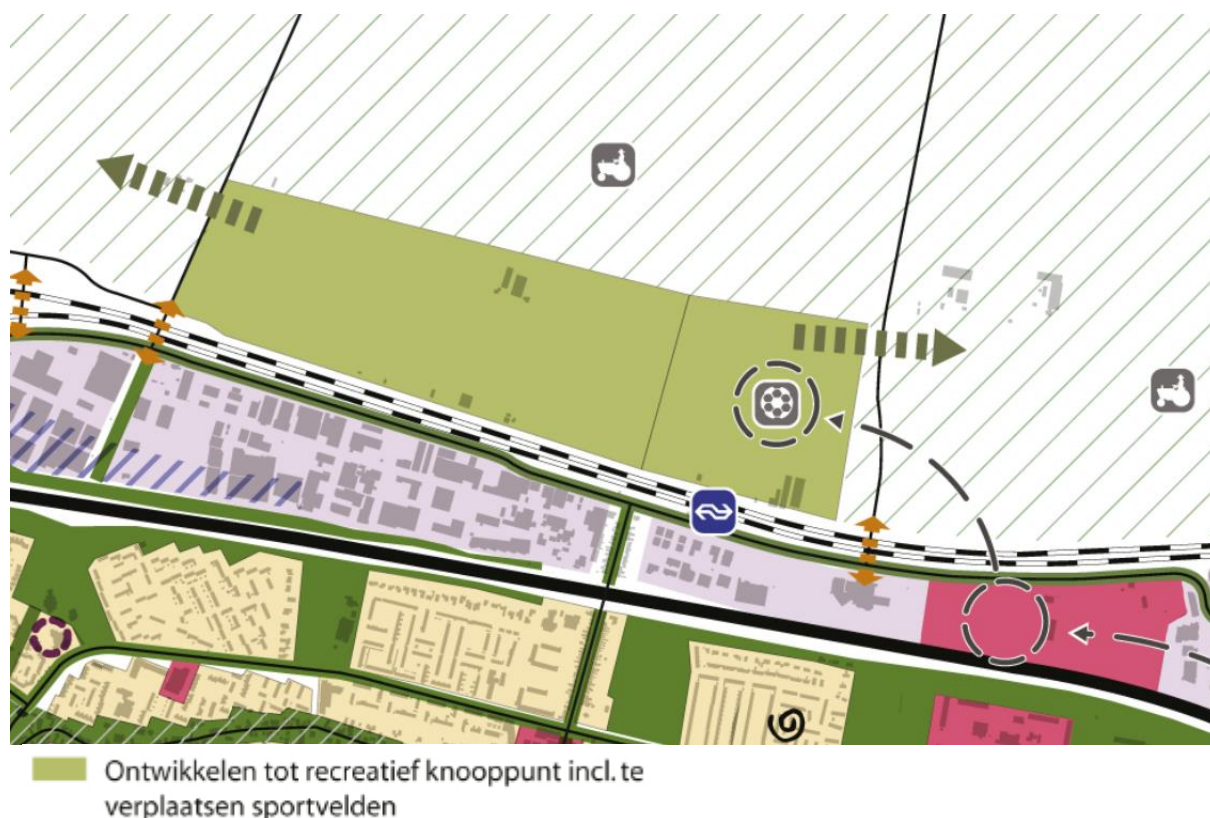 Ontwikkelen tot recreatief knooppunt incl. te
verplaatsen sportvelden